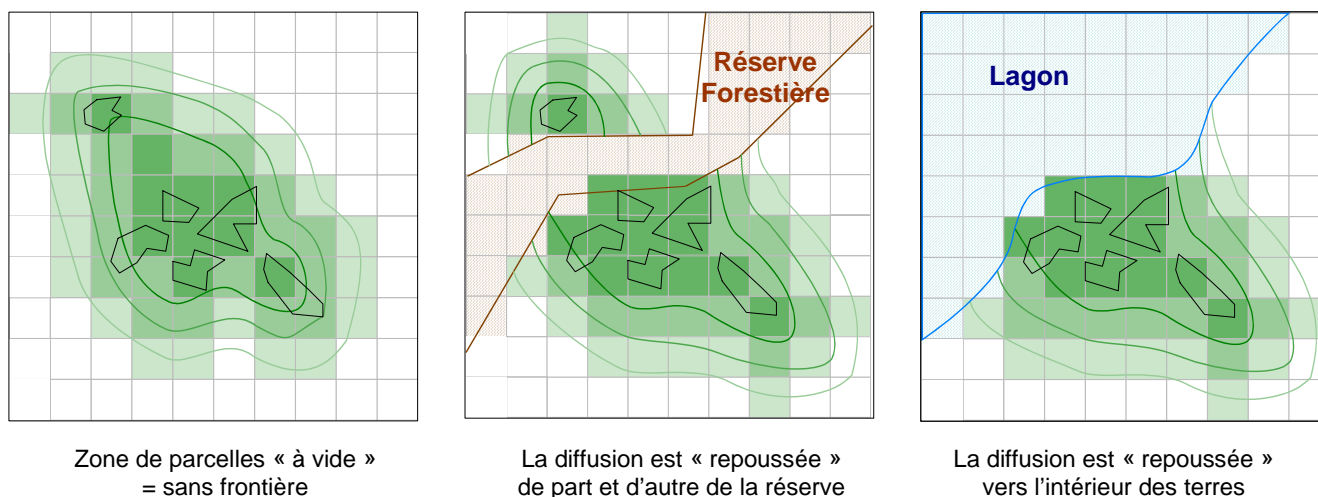 Réserve
Forestière
Lagon
Zone de parcelles « à vide »
= sans frontière
La diffusion est « repoussée »
de part et d'autre de la réserve
La diffusion est « repoussée »
vers l'intérieur des terres